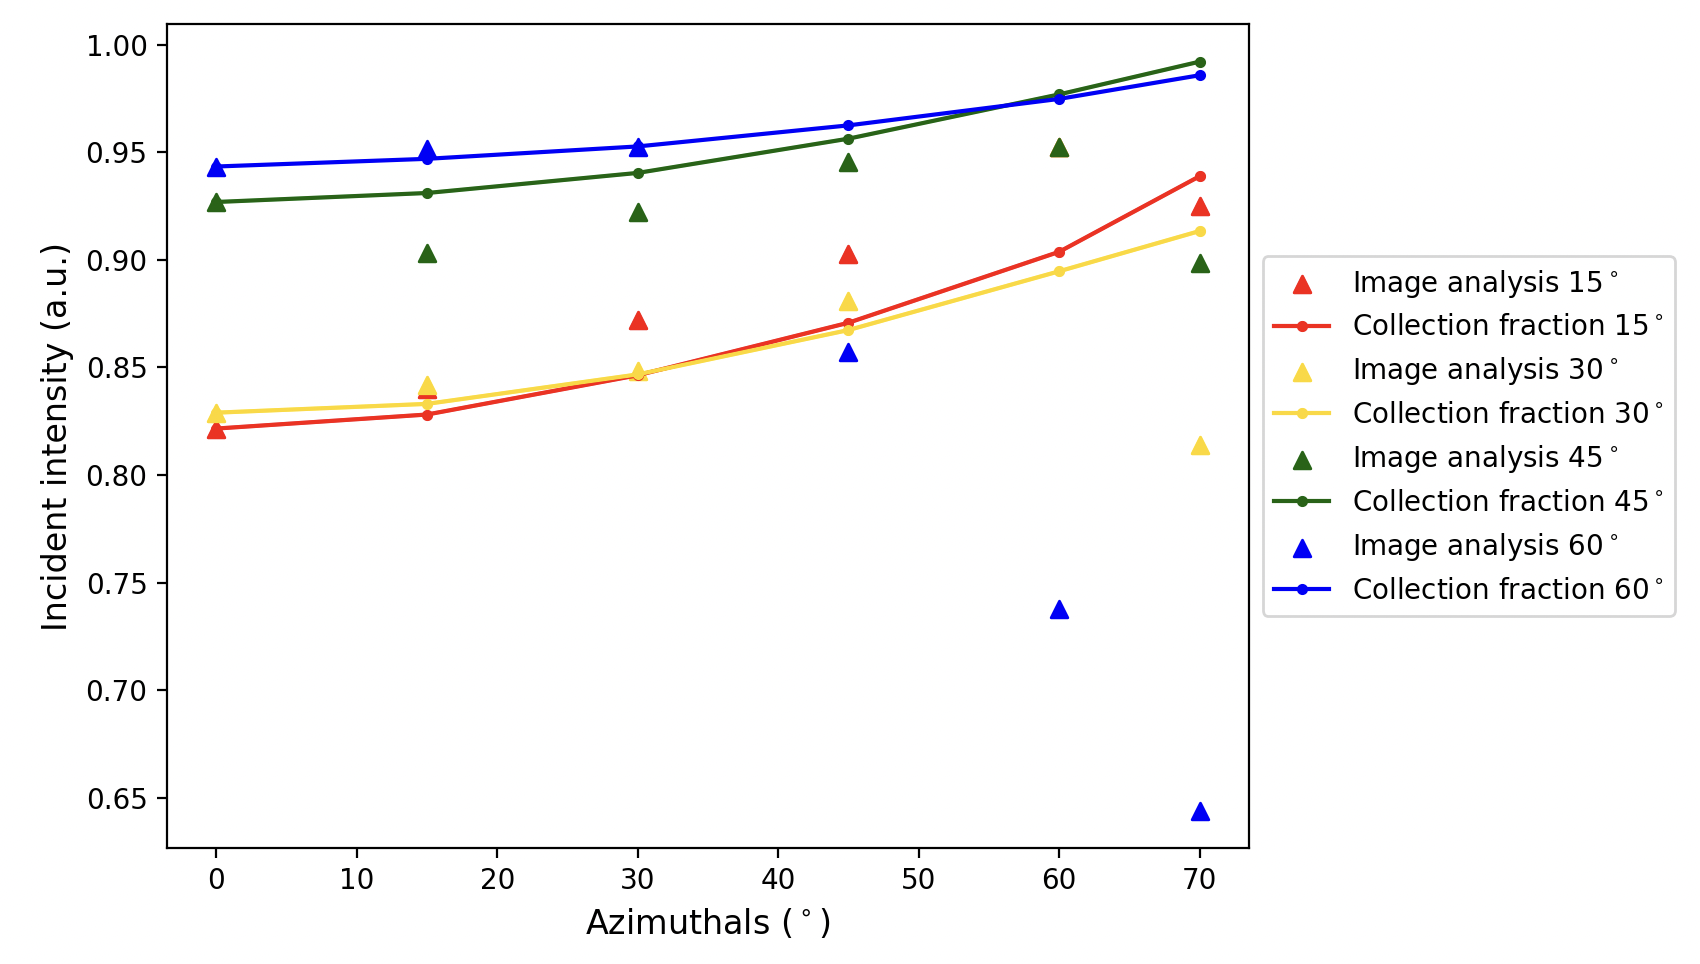 1.00
0.95
0.90
0.85
0.80
0.75
0.70
0.65
Incident intensity (a.u.)
0 10 20 30 40 50 60 70
Azimuthals (°)
Image analysis 15°
Collection fraction 15°
Image analysis 30°
Collection fraction 30°
Image analysis 45°
Collection fraction 45°
Image analysis 60°
Collection fraction 60°